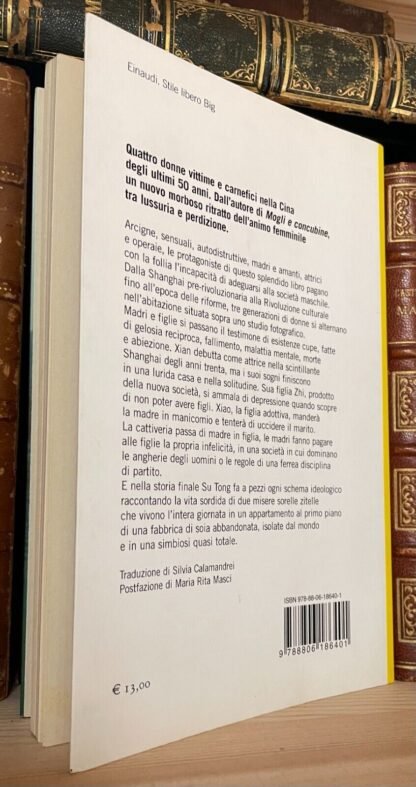 Einaudi, Stile libero Big
Quattro donne vittime e carnefici nella Cina
degli ultimi 50 anni. Dall'autore di Mogli e concubine,
un nuovo morboso ritratto dell'animo femminile
tra lussuria e perdizione.
Arcigne, sensuali, autodistruttive, madri e amanti, attrici
e operaie, le protagoniste di questo splendido libro pagano
con la follia l'incapacità di adeguarsi alla società maschile.
Dalla Shanghai pre-rivoluzionaria alla Rivoluzione culturale
fino all'epoca delle riforme, tre generazioni di donne si alternano
nell'abitazione situata sopra uno studio fotografico.
Madri e figlie si passano il testimone di esistenze cupe, fatte
di gelosia reciproca, fallimento, malattia mentale, morte
e abiezione. Xian debutta come attrice nella scintillante
Shanghai degli anni trenta, ma i suoi sogni finiscono
in una lurida casa e nella solitudine. Sua figlia Zhi, prodotto
della nuova società, si ammala di depressione quando scopre
di non poter avere figli. Xiao, la figlia adottiva, manderà
la madre in manicomio e tenterà di uccidere il marito.
La cattiveria passa di madre in figlia, le madri fanno pagare
alle figlie la propria infelicità, in una società in cui dominano
le angherie degli uomini o le regole di una ferrea disciplina
di partito.
E nella storia finale Su Tong fa a pezzi ogni schema ideologico
raccontando la vita sordida di due misere sorelle zitelle
che vivono l'intera giornata in un appartamento al primo piano
di una fabbrica di soia abbandonata, isolate dal mondo
e in una simbiosi quasi totale.
Traduzione di Silvia Calamandrei
Postfazione di Maria Rita Masci
ISBN 978-88-06-18640-1
9 788806 186401
€ 13,00